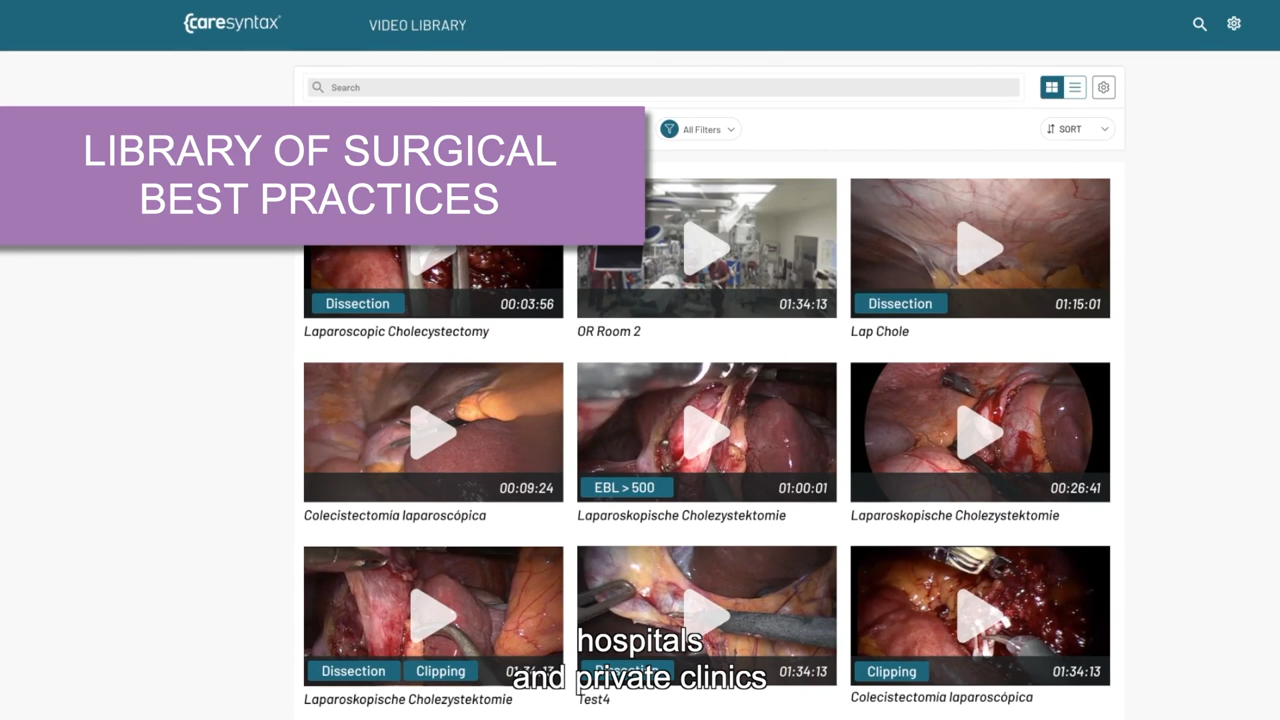 {caresyntax
VIDEO LIBRARY
Search
All Filters
SORT
LIBRARY OF SURGICAL
BEST PRACTICES
Dissection
00:03:56
Laparoscopic Cholecystectomy
01:34:13
OR Room 2
Dissection
01:15:01
Lap Chole
00:09:24
Colecistectomía laparoscópica
EBL > 500
01:00:01
Laparoskopische Cholezystektomie
00:26:41
Laparoskopische Cholezystektomie
Dissection
Clipping
Laparoskopische Cholezystektomie
Dissection
01:34:13
Test4
Clipping
01:34:13
Colecistectomía laparoscópica
hospitals
and private clinics